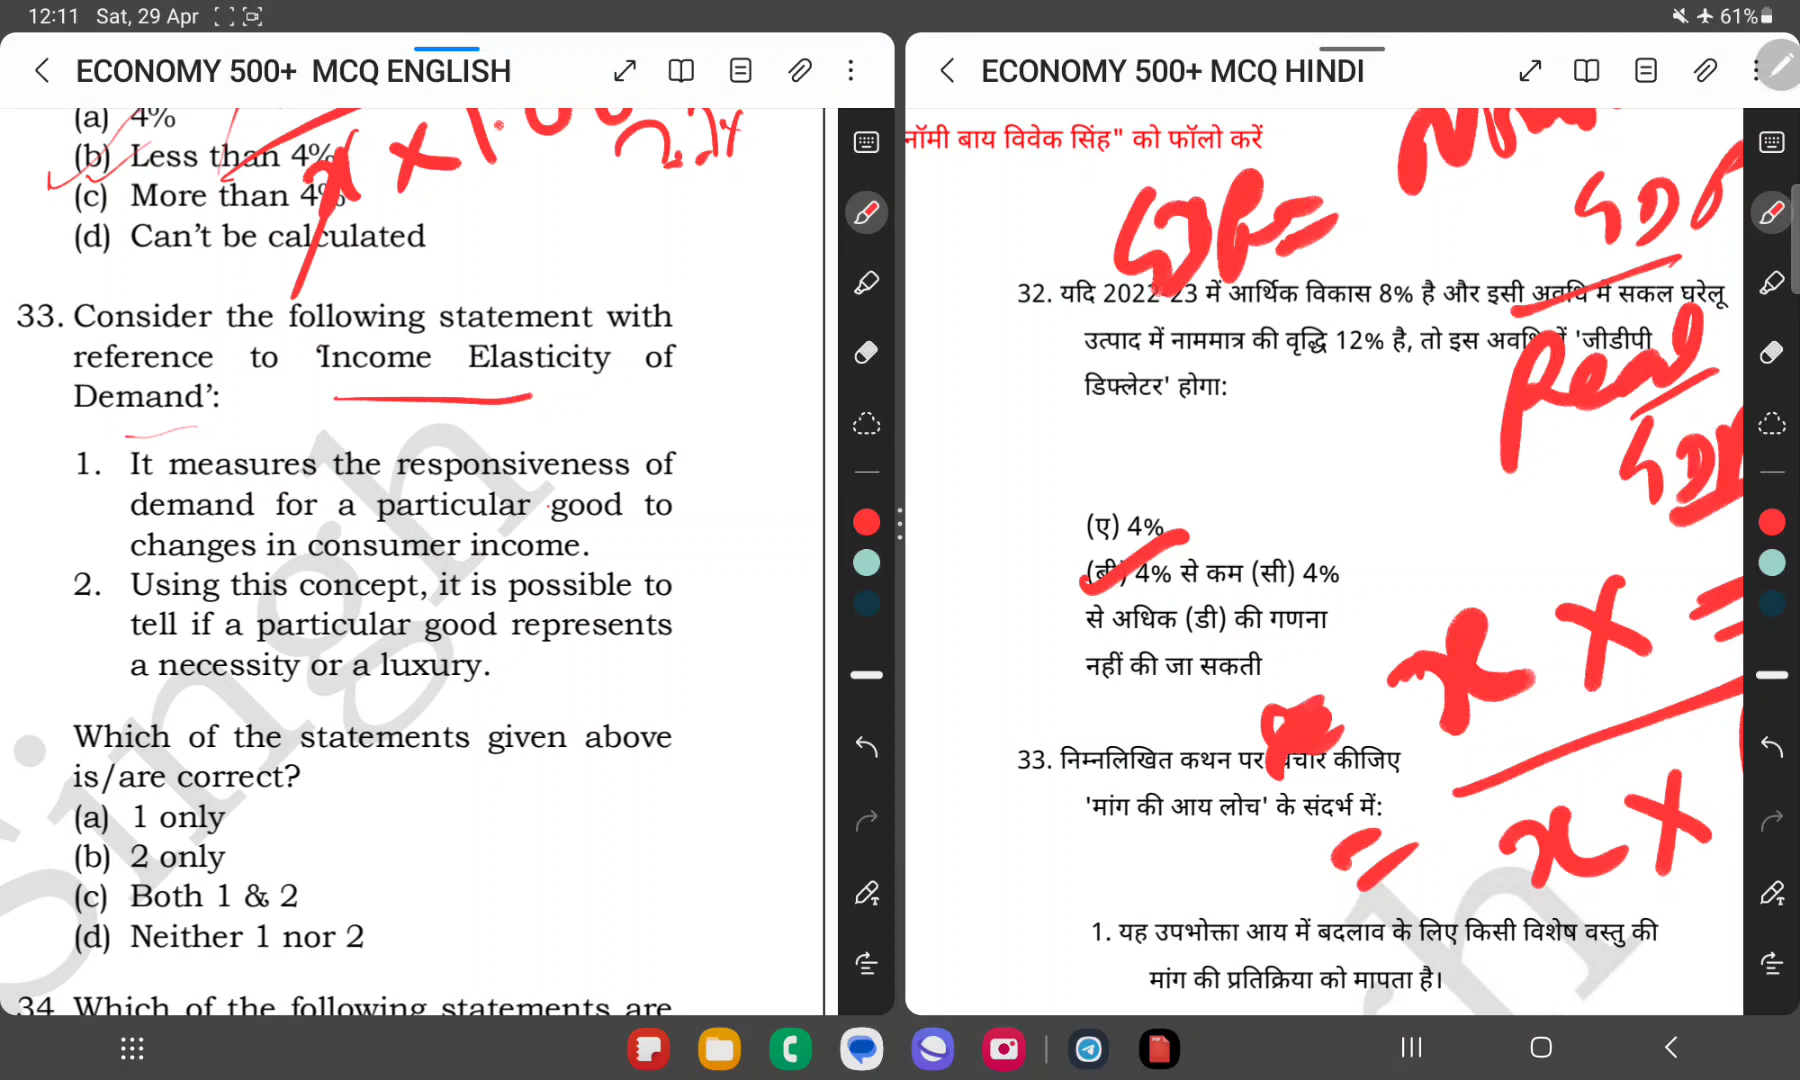 12:11 Sat, 29 Apr
61%
ECONOMY 500+ MCQ ENGLISH
(a) 4%
(b) Less than 4%
(c) More than 4%
(d) Can't be calculated
33. Consider the following statement with
reference to 'Income Elasticity of
Demand':
1. It measures the responsiveness of
demand for a particular good to
changes in consumer income.
2. Using this concept, it is possible to
tell if a particular good represents
a necessity or a luxury.
Which of the statements given above
is/are correct?
(a) 1 only
(b) 2 only
(c) Both 1 & 2
(d) Neither 1 nor 2
34. Which of the following statements are
Singh
ECONOMY 500+ MCQ HINDI
नॉमी बाय विवेक सिंह" को फॉलो करें
32. यदि 2022-23 में आर्थिक विकास 8% है और इसी अवधि में सकल घरेलू
उत्पाद में नाममात्र की वृद्धि 12% है, तो इस अवधि में 'जीडीपी
डिफ्लेटर' होगा:
(ए) 4%
(बी) 4% से कम (सी) 4%
से अधिक (डी) की गणना
नहीं की जा सकती
33. निम्नलिखित कथन पर विचार कीजिए
'मांग की आय लोच' के संदर्भ में:
1. यह उपभोक्ता आय में बदलाव के लिए किसी विशेष वस्तु की
मांग की प्रतिक्रिया को मापता है।
GDP
Real
GDP
x x =
x x